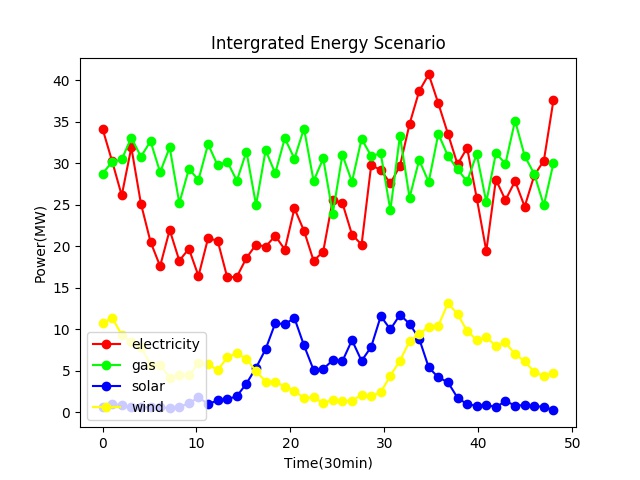 Intergrated Energy Scenario
Power(MW)
40
35
30
25
20
15
10
5
0
electricity
gas
solar
wind
0 10 20 30 40 50
Time(30min)